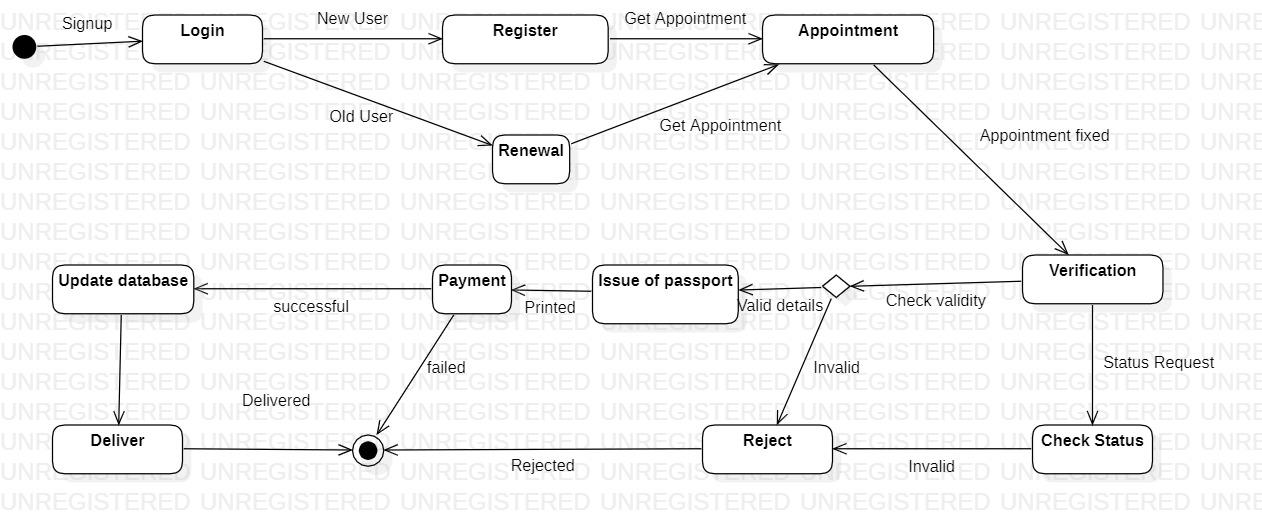 Signup
Login
New User
Register
Get Appointment
Appointment
Old User
Renewal
Get Appointment
Appointment fixed
Verification
Check validity
Valid details
Issue of passport
Printed
Payment
successful
Update database
Status Request
Invalid
failed
Delivered
Deliver
Rejected
Reject
Invalid
Check Status
UNREGISTERED